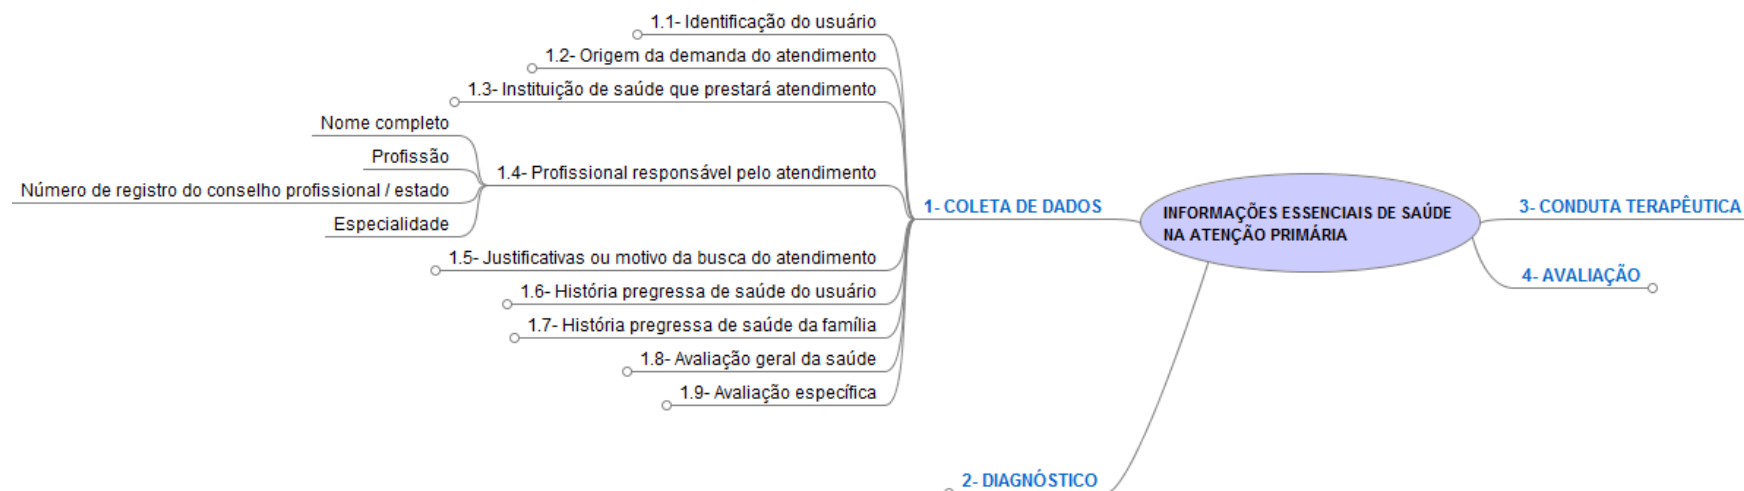 1.1- Identificação do usuário
1.2- Origem da demanda do atendimento
1.3- Instituição de saúde que prestará atendimento
Nome completo
Profissão
Número de registro do conselho profissional / estado
Especialidade
1.4- Profissional responsável pelo atendimento
1.5- Justificativas ou motivo da busca do atendimento
1.6- História pregressa de saúde do usuário
1.7- História pregressa de saúde da família
1.8- Avaliação geral da saúde
1.9- Avaliação específica
1- COLETA DE DADOS
INFORMAÇÕES ESSENCIAIS DE SAÚDE
NA ATENÇÃO PRIMÁRIA
3- CONDUTA TERAPÊUTICA
4- AVALIAÇÃO
2- DIAGNÓSTICO